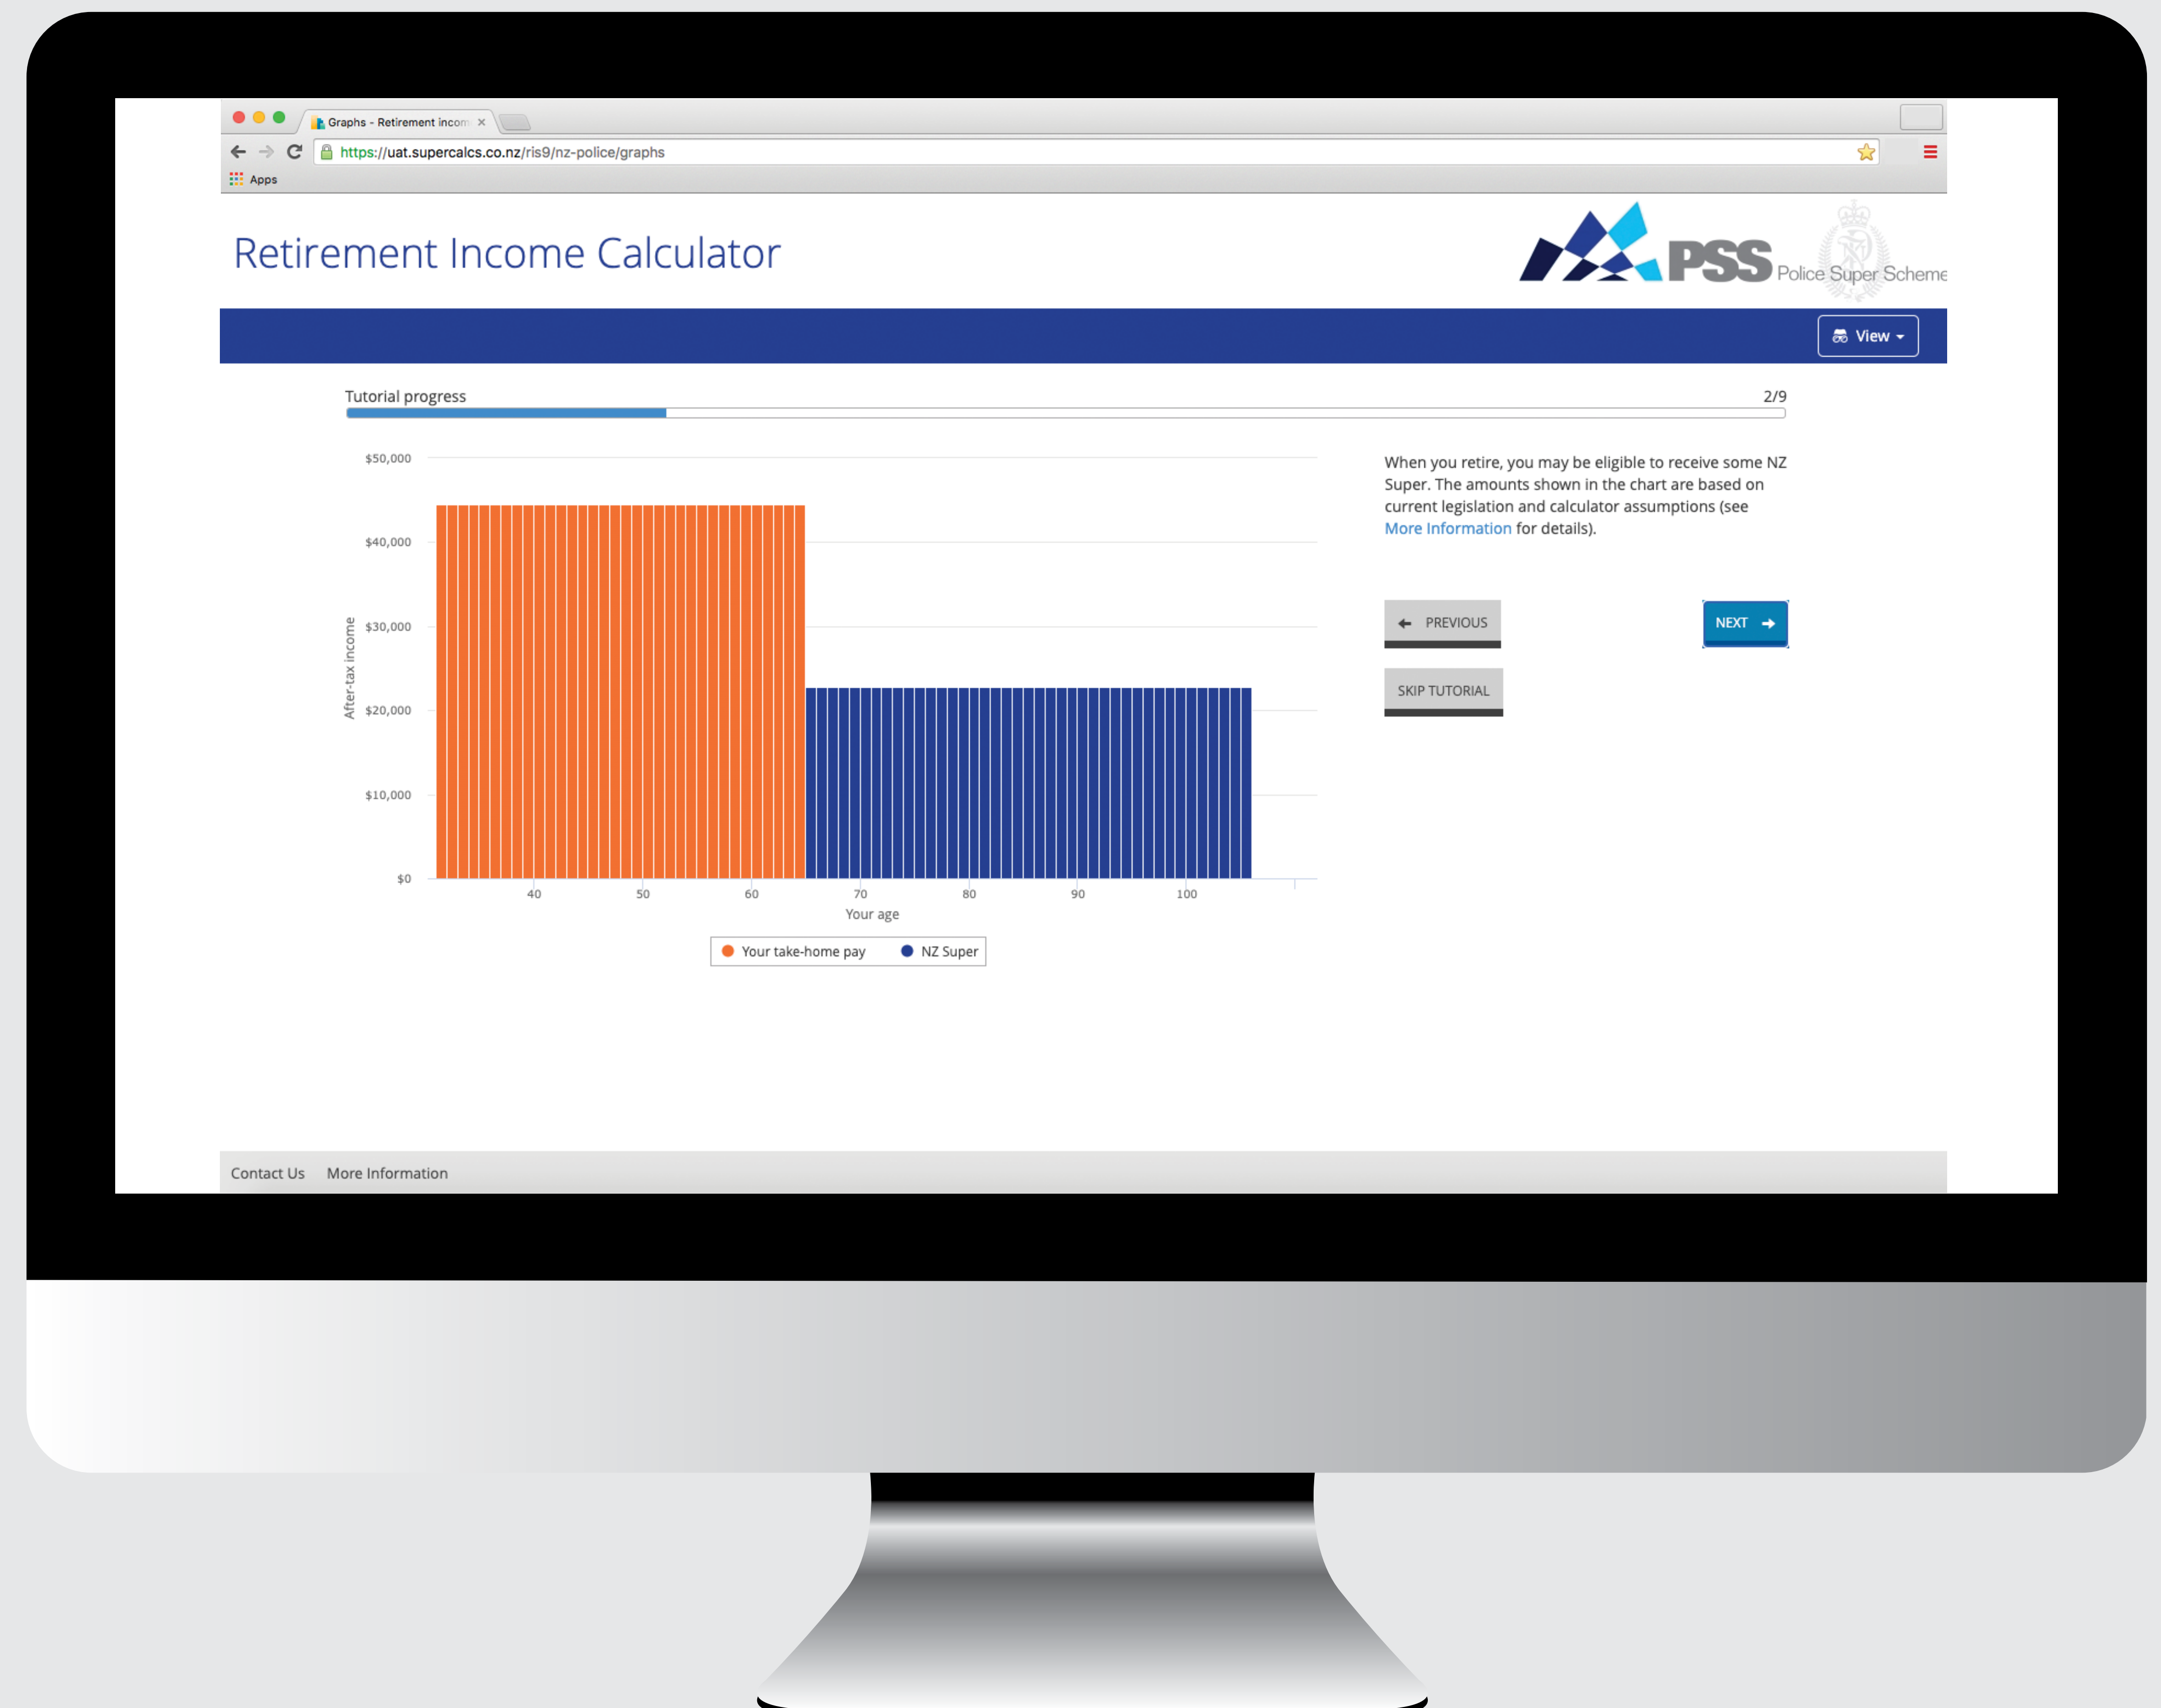 Graphs - Retirement incom
https://uat.supercalcs.co.nz/ris9/nz-police/graphs
Apps
Retirement Income Calculator
PSS Police Super Scheme
View
Tutorial progress 2/9
When you retire, you may be eligible to receive some NZ
Super. The amounts shown in the chart are based on
current legislation and calculator assumptions (see
More Information for details).
PREVIOUS
NEXT
SKIP TUTORIAL
After-tax income
$50,000
$40,000
$30,000
$20,000
$10,000
$0
40 50 60 70 80 90 100
Your age
Your take-home pay NZ Super
Contact Us More Information